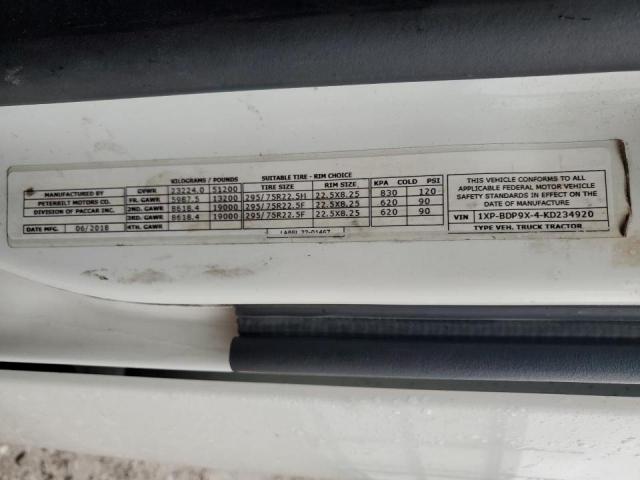 KILOGRAMS / POUNDS SUITABLE TIRE - RIM CHOICE
TIRE SIZE RIM SIZE KPA COLD PSI
MANUFACTURED BY
PETERBILT MOTORS CO.
DIVISION OF PACCAR INC.
DATE MFG. 06/2018
GVWR 23224.0 51200
FR. GAWR 5987.5 13200 295/75R22.5H 22.5X8.25 830 120
2ND. GAWR 8618.4 19000 295/75R22.5F 22.5X8.25 620 90
3RD. GAWR 8618.4 19000 295/75R22.5F 22.5X8.25 620 90
4TH. GAWR
LABEL 22-01467
THIS VEHICLE CONFORMS TO ALL
APPLICABLE FEDERAL MOTOR VEHICLE
SAFETY STANDARDS IN EFFECT ON THE
DATE OF MANUFACTURE
VIN 1XP-BDP9X-4-KD234920
TYPE VEH. TRUCK TRACTOR